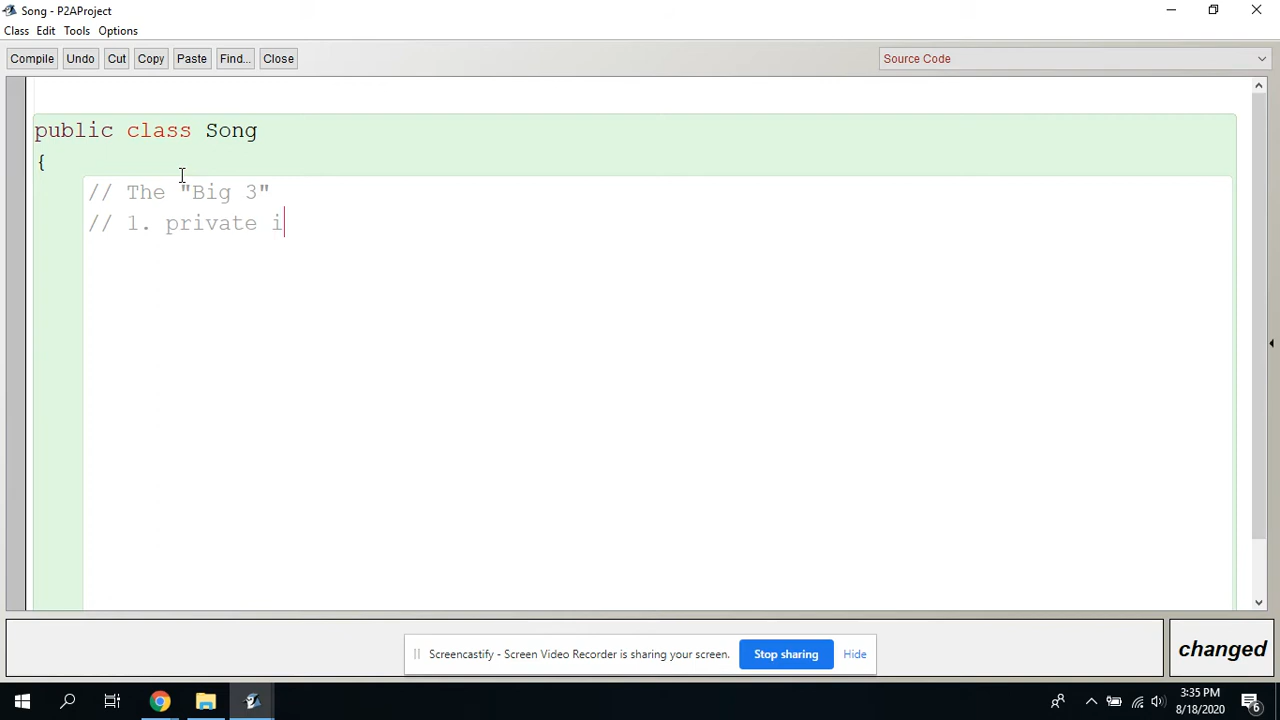 Song - P2AProject
Class Edit Tools Options
Compile Undo Cut Copy Paste Find... Close Source Code
public class Song
{
// The "Big 3"
// 1. private i
Screencastify - Screen Video Recorder is sharing your screen. Stop sharing Hide
changed
3:35 PM
8/18/2020
6